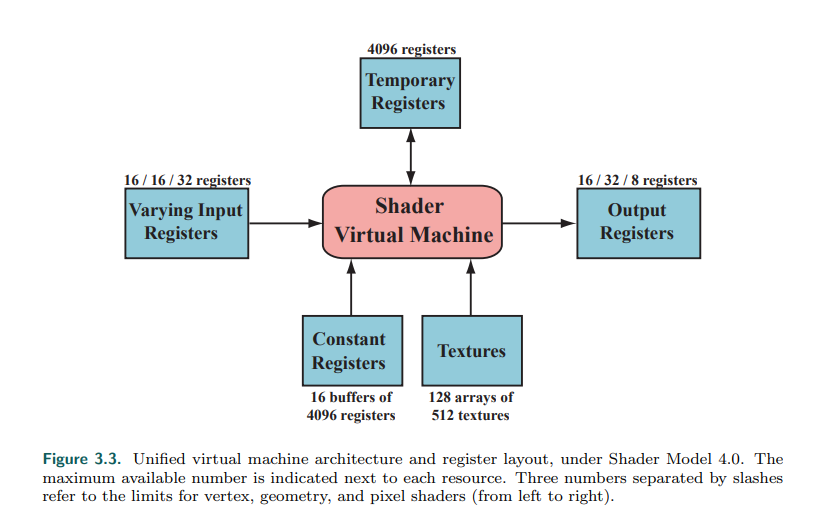 4096 registers
Temporary
Registers
16 / 16 / 32 registers
Varying Input
Registers
Shader
Virtual Machine
16 / 32 / 8 registers
Output
Registers
Constant
Registers
16 buffers of
4096 registers
Textures
128 arrays of
512 textures
Figure 3.3. Unified virtual machine architecture and register layout, under Shader Model 4.0. The
maximum available number is indicated next to each resource. Three numbers separated by slashes
refer to the limits for vertex, geometry, and pixel shaders (from left to right).